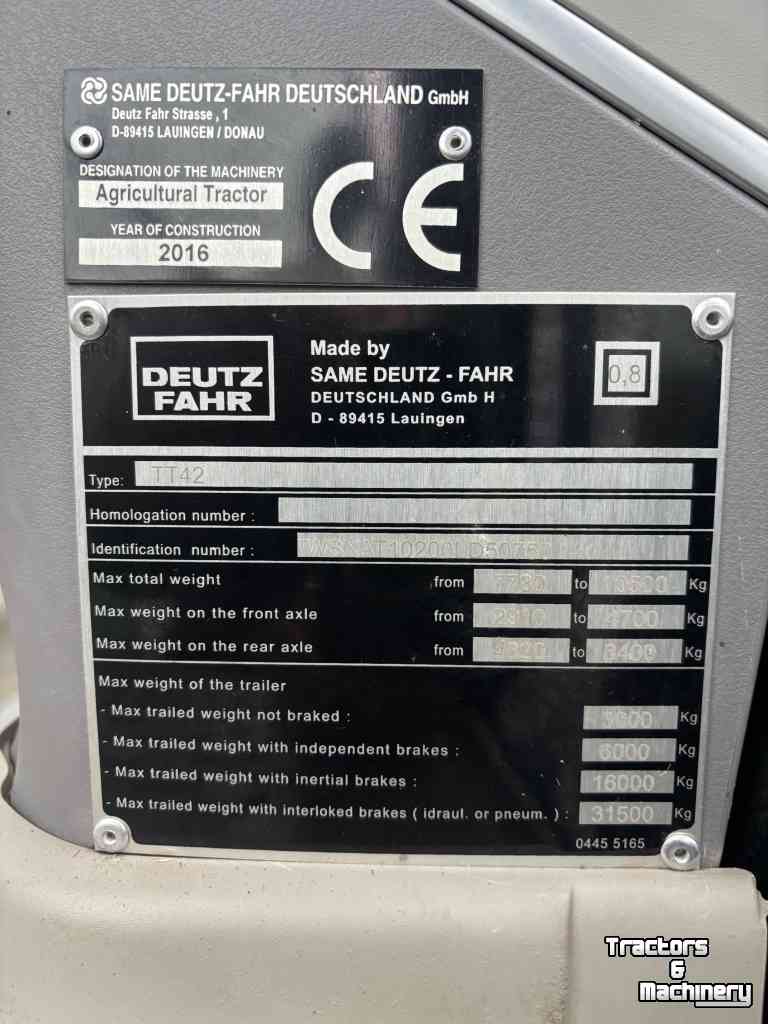 SAME DEUTZ-FAHR DEUTSCHLAND GmbH
Deutz Fahr Strasse , 1
D-89415 LAUINGEN / DONAU
DESIGNATION OF THE MACHINERY
Agricultural Tractor
YEAR OF CONSTRUCTION
2016
CE
DEUTZ
FAHR
Made by
SAME DEUTZ - FAHR
DEUTSCHLAND Gmb H
D - 89415 Lauingen
0,8
Type: TT42
Homologation number :
Identification number :
Max total weight from to Kg
Max weight on the front axle from to Kg
Max weight on the rear axle from to Kg
Max weight of the trailer
- Max trailed weight not braked : Kg
- Max trailed weight with independent brakes : 6000 Kg
- Max trailed weight with inertial brakes : 16000 Kg
- Max trailed weight with interloked brakes ( idraul. or pneum. ) : 31500 Kg
0445 5165
Tractors
&
Machinery